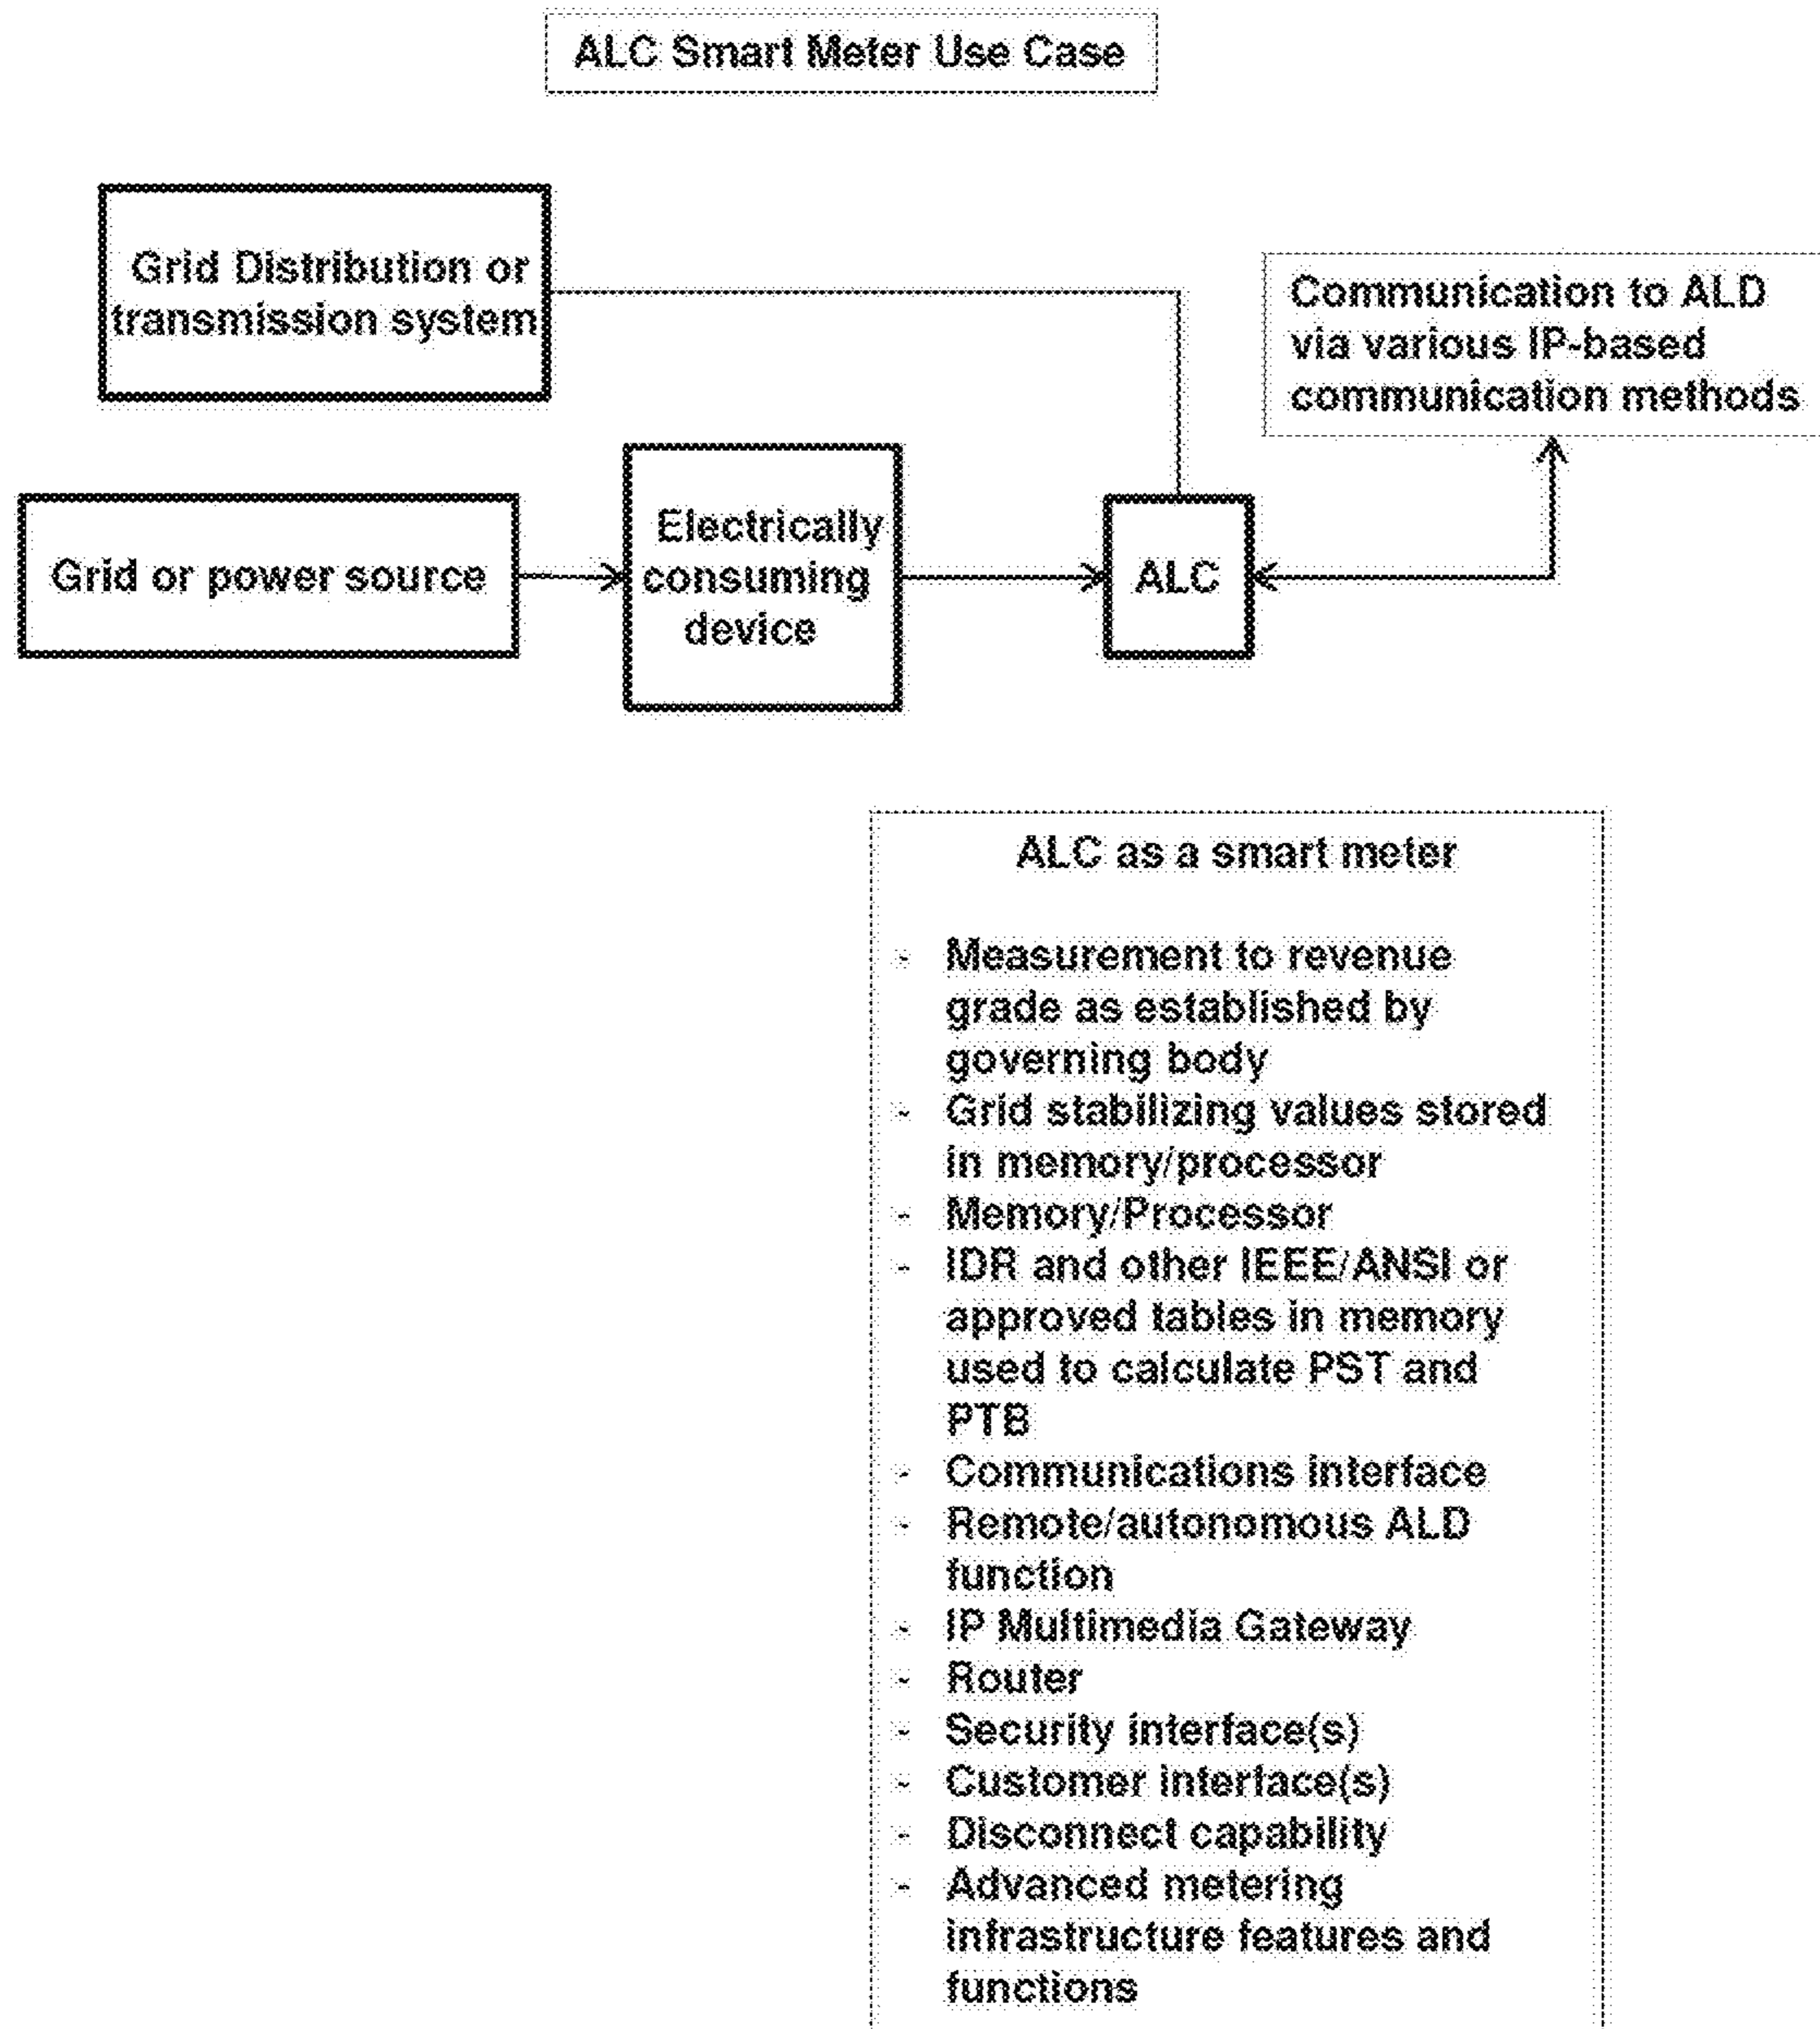 ALC Smart Meter Use Case
Grid Distribution or
transmission system
Communication to ALD
via various IP-based
communication methods
Grid or power source
Electrically
consuming
device
ALC
ALC as a smart meter
- Measurement to revenue
grade as established by
governing body
- Grid stabilizing values stored
in memory/processor
- Memory/Processor
- IDR and other IEEE/ANSI or
approved tables in memory
used to calculate PST and
PTB
- Communications interface
- Remote/autonomous ALD
function
- IP Multimedia Gateway
- Router
- Security interface(s)
- Customer interface(s)
- Disconnect capability
- Advanced metering
infrastructure features and
functions